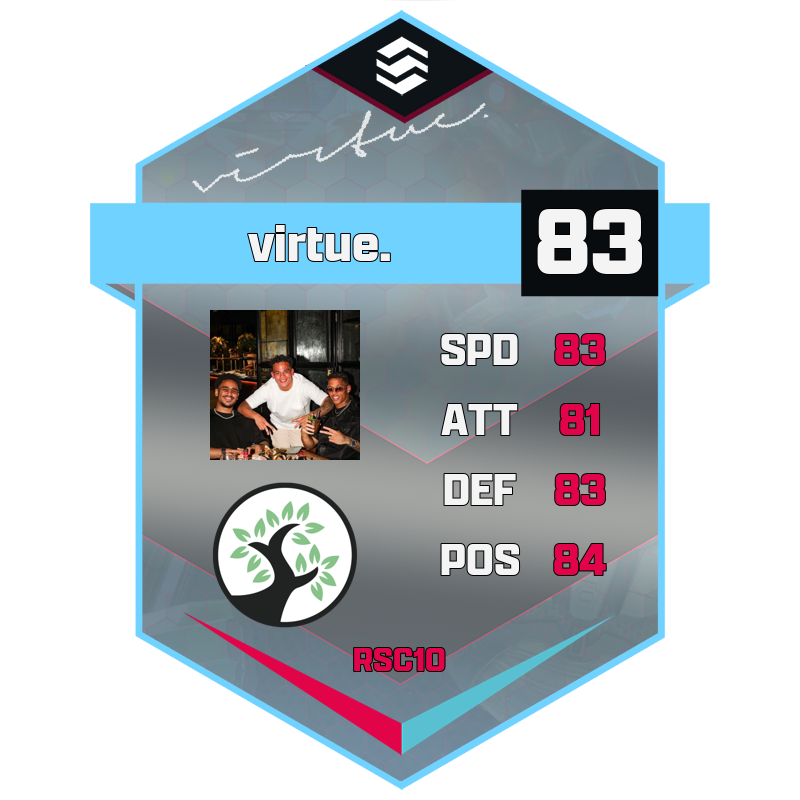 virtue.
virtue. 83
SPD 83
ATT 81
DEF 83
POS 84
RSC10